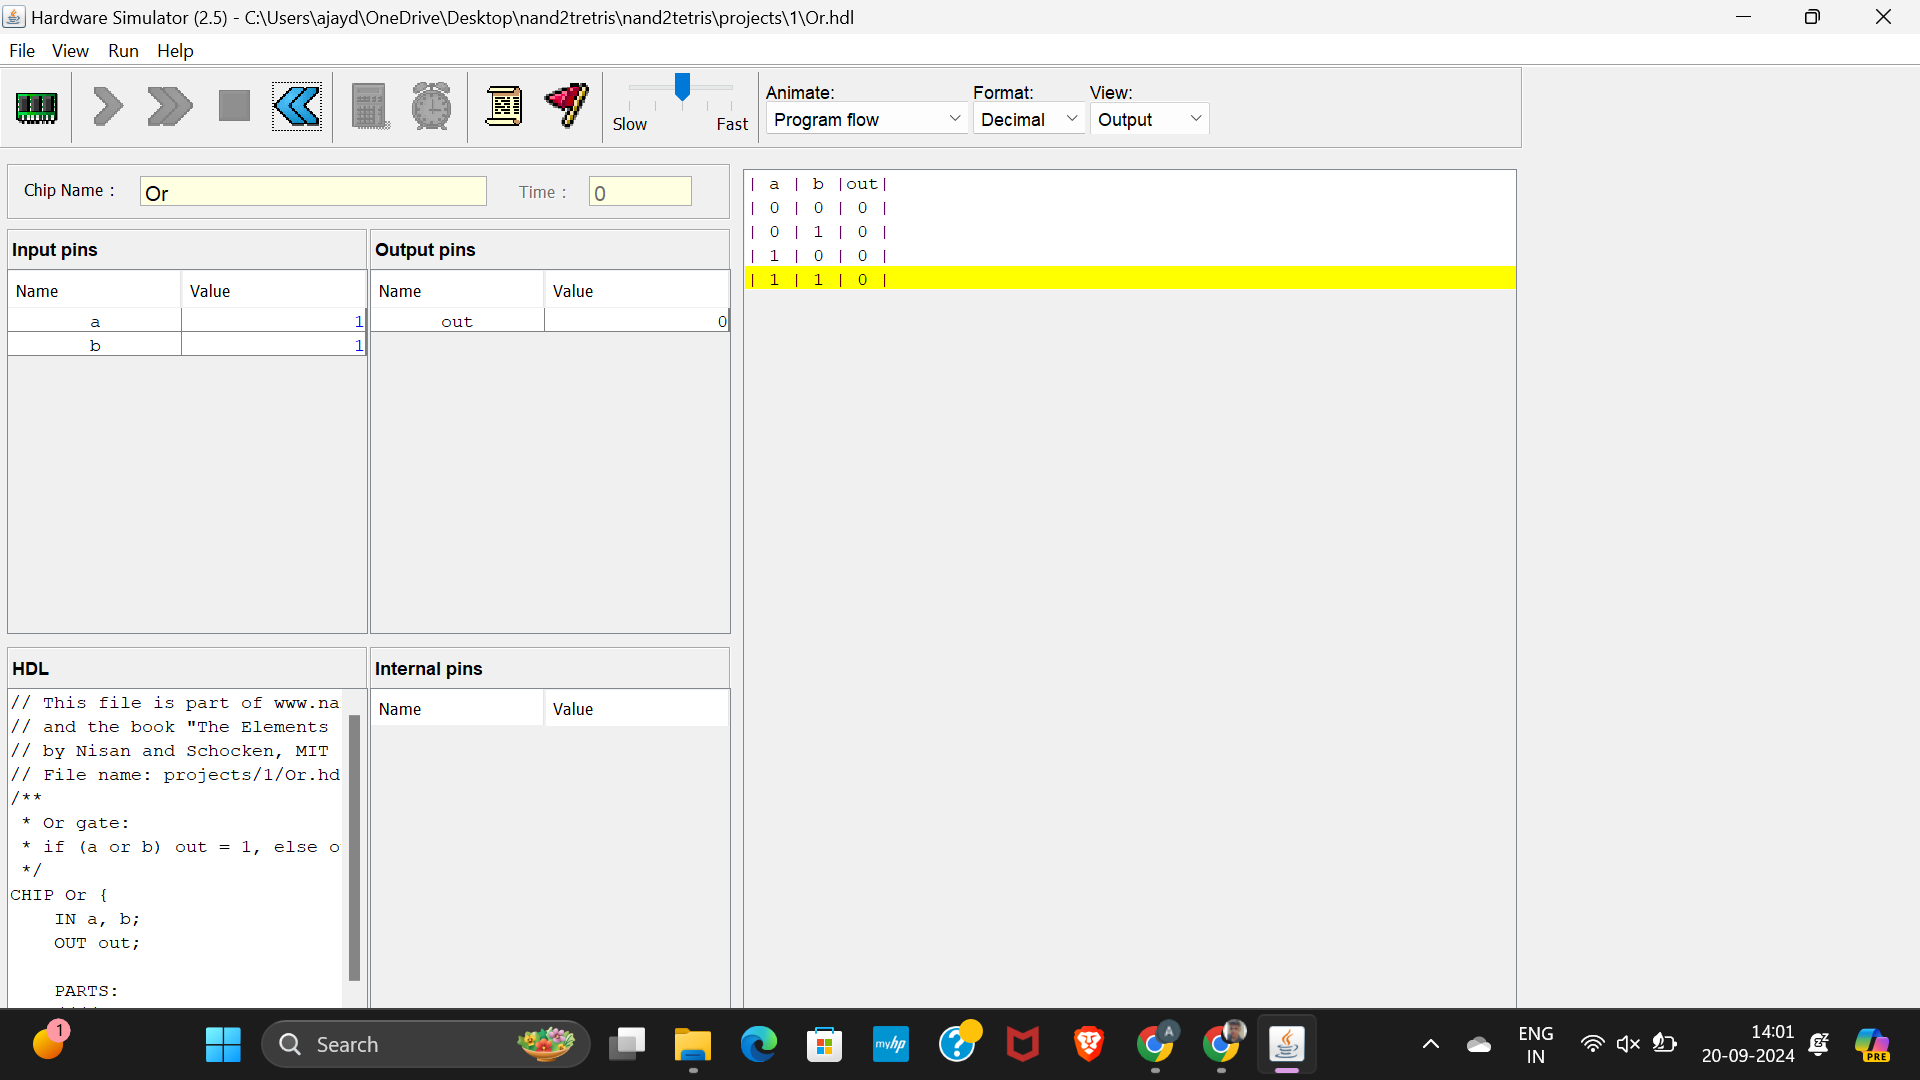 Hardware Simulator (2.5) - C:\Users\ajayd\OneDrive\Desktop\nand2tretris\nand2tetris\projects\1\Or.hdl
File View Run Help
Slow Fast
Animate: Format: View:
Program flow Decimal Output
Chip Name : Or Time : 0
Input pins
Name Value
a 1
b 1
Output pins
Name Value
out 0
| a | b |out|
| 0 | 0 | 0 |
| 0 | 1 | 0 |
| 1 | 0 | 0 |
| 1 | 1 | 0 |
HDL
// This file is part of www.na
// and the book "The Elements
// by Nisan and Schocken, MIT
// File name: projects/1/Or.hd
/**
* Or gate:
* if (a or b) out = 1, else o
*/
CHIP Or {
IN a, b;
OUT out;
PARTS:
Internal pins
Name Value
1
Search
myhp
A
ENG
IN
14:01
20-09-2024
PRE